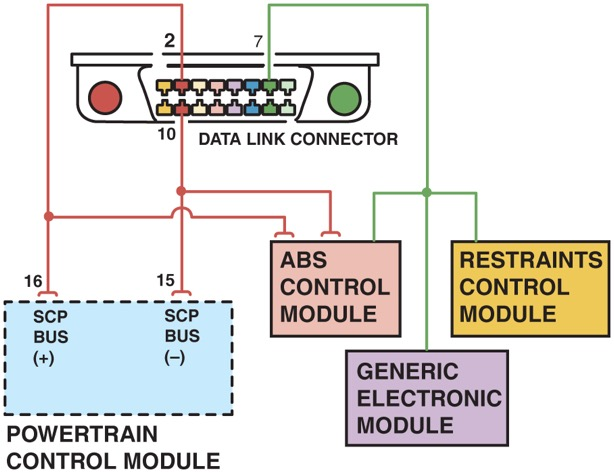 2
7
10
DATA LINK CONNECTOR
16
15
SCP
BUS
(+)
SCP
BUS
(–)
POWERTRAIN
CONTROL MODULE
ABS
CONTROL
MODULE
RESTRAINTS
CONTROL
MODULE
GENERIC
ELECTRONIC
MODULE